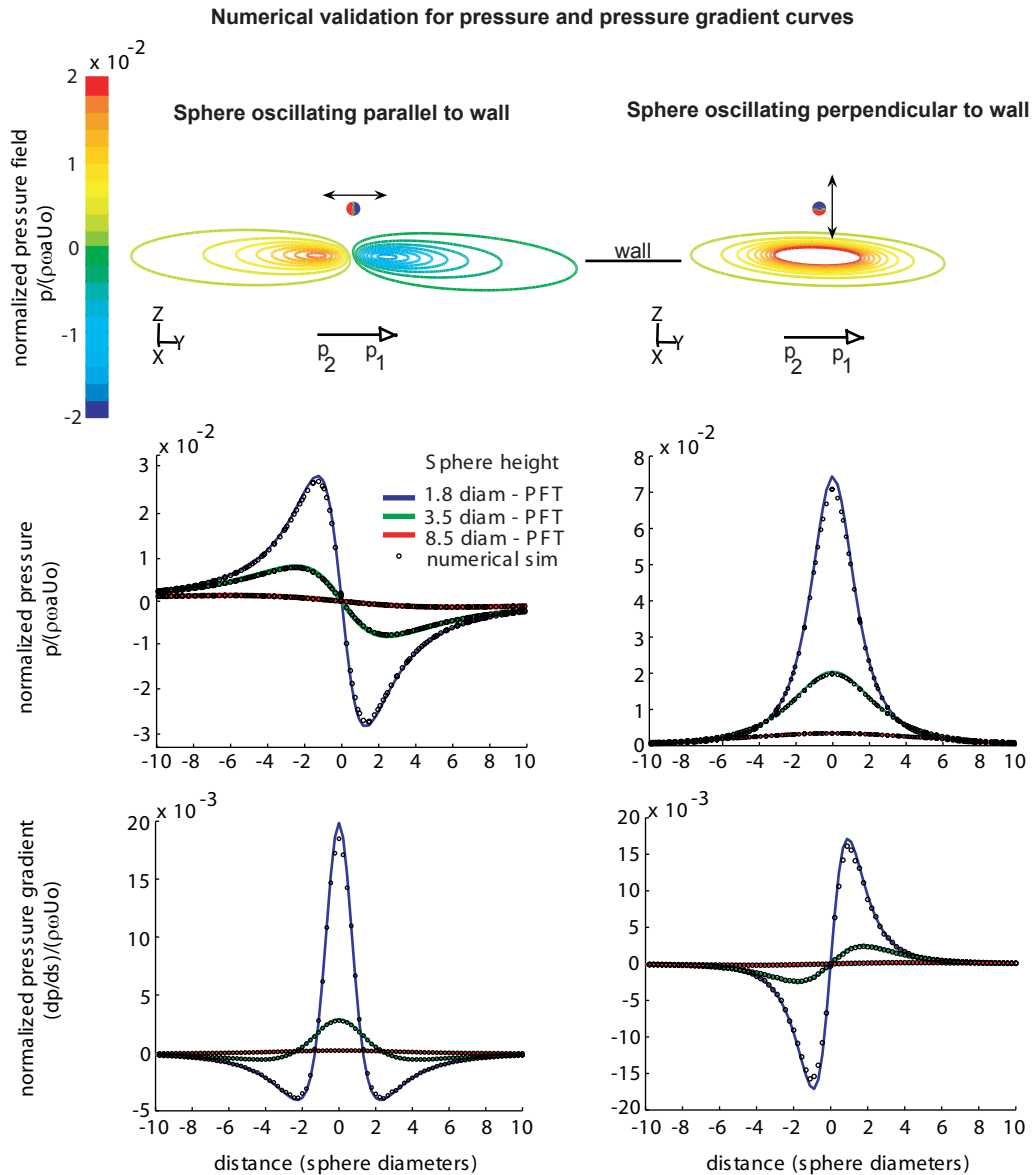 Numerical validation for pressure and pressure gradient curves
x 10-2
2
1
0
-1
-2
normalized pressure field
p/(ρωaUo)
Sphere oscillating parallel to wall
Sphere oscillating perpendicular to wall
wall
Z
X Y
p2 p1
Z
X Y
p2 p1
x 10-2
3
2
1
0
-1
-2
-3
normalized pressure
p/(ρωaUo)
-10 -8 -6 -4 -2 0 2 4 6 8 10
Sphere height
1.8 diam - PFT
3.5 diam - PFT
8.5 diam - PFT
numerical sim
x 10-2
8
7
6
5
4
3
2
1
0
-10 -8 -6 -4 -2 0 2 4 6 8 10
x 10-3
20
15
10
5
0
-5
normalized pressure gradient
(dp/ds)/(ρωUo)
-10 -8 -6 -4 -2 0 2 4 6 8 10
distance (sphere diameters)
x 10-3
20
15
10
5
0
-5
-10
-15
-20
-10 -8 -6 -4 -2 0 2 4 6 8 10
distance (sphere diameters)